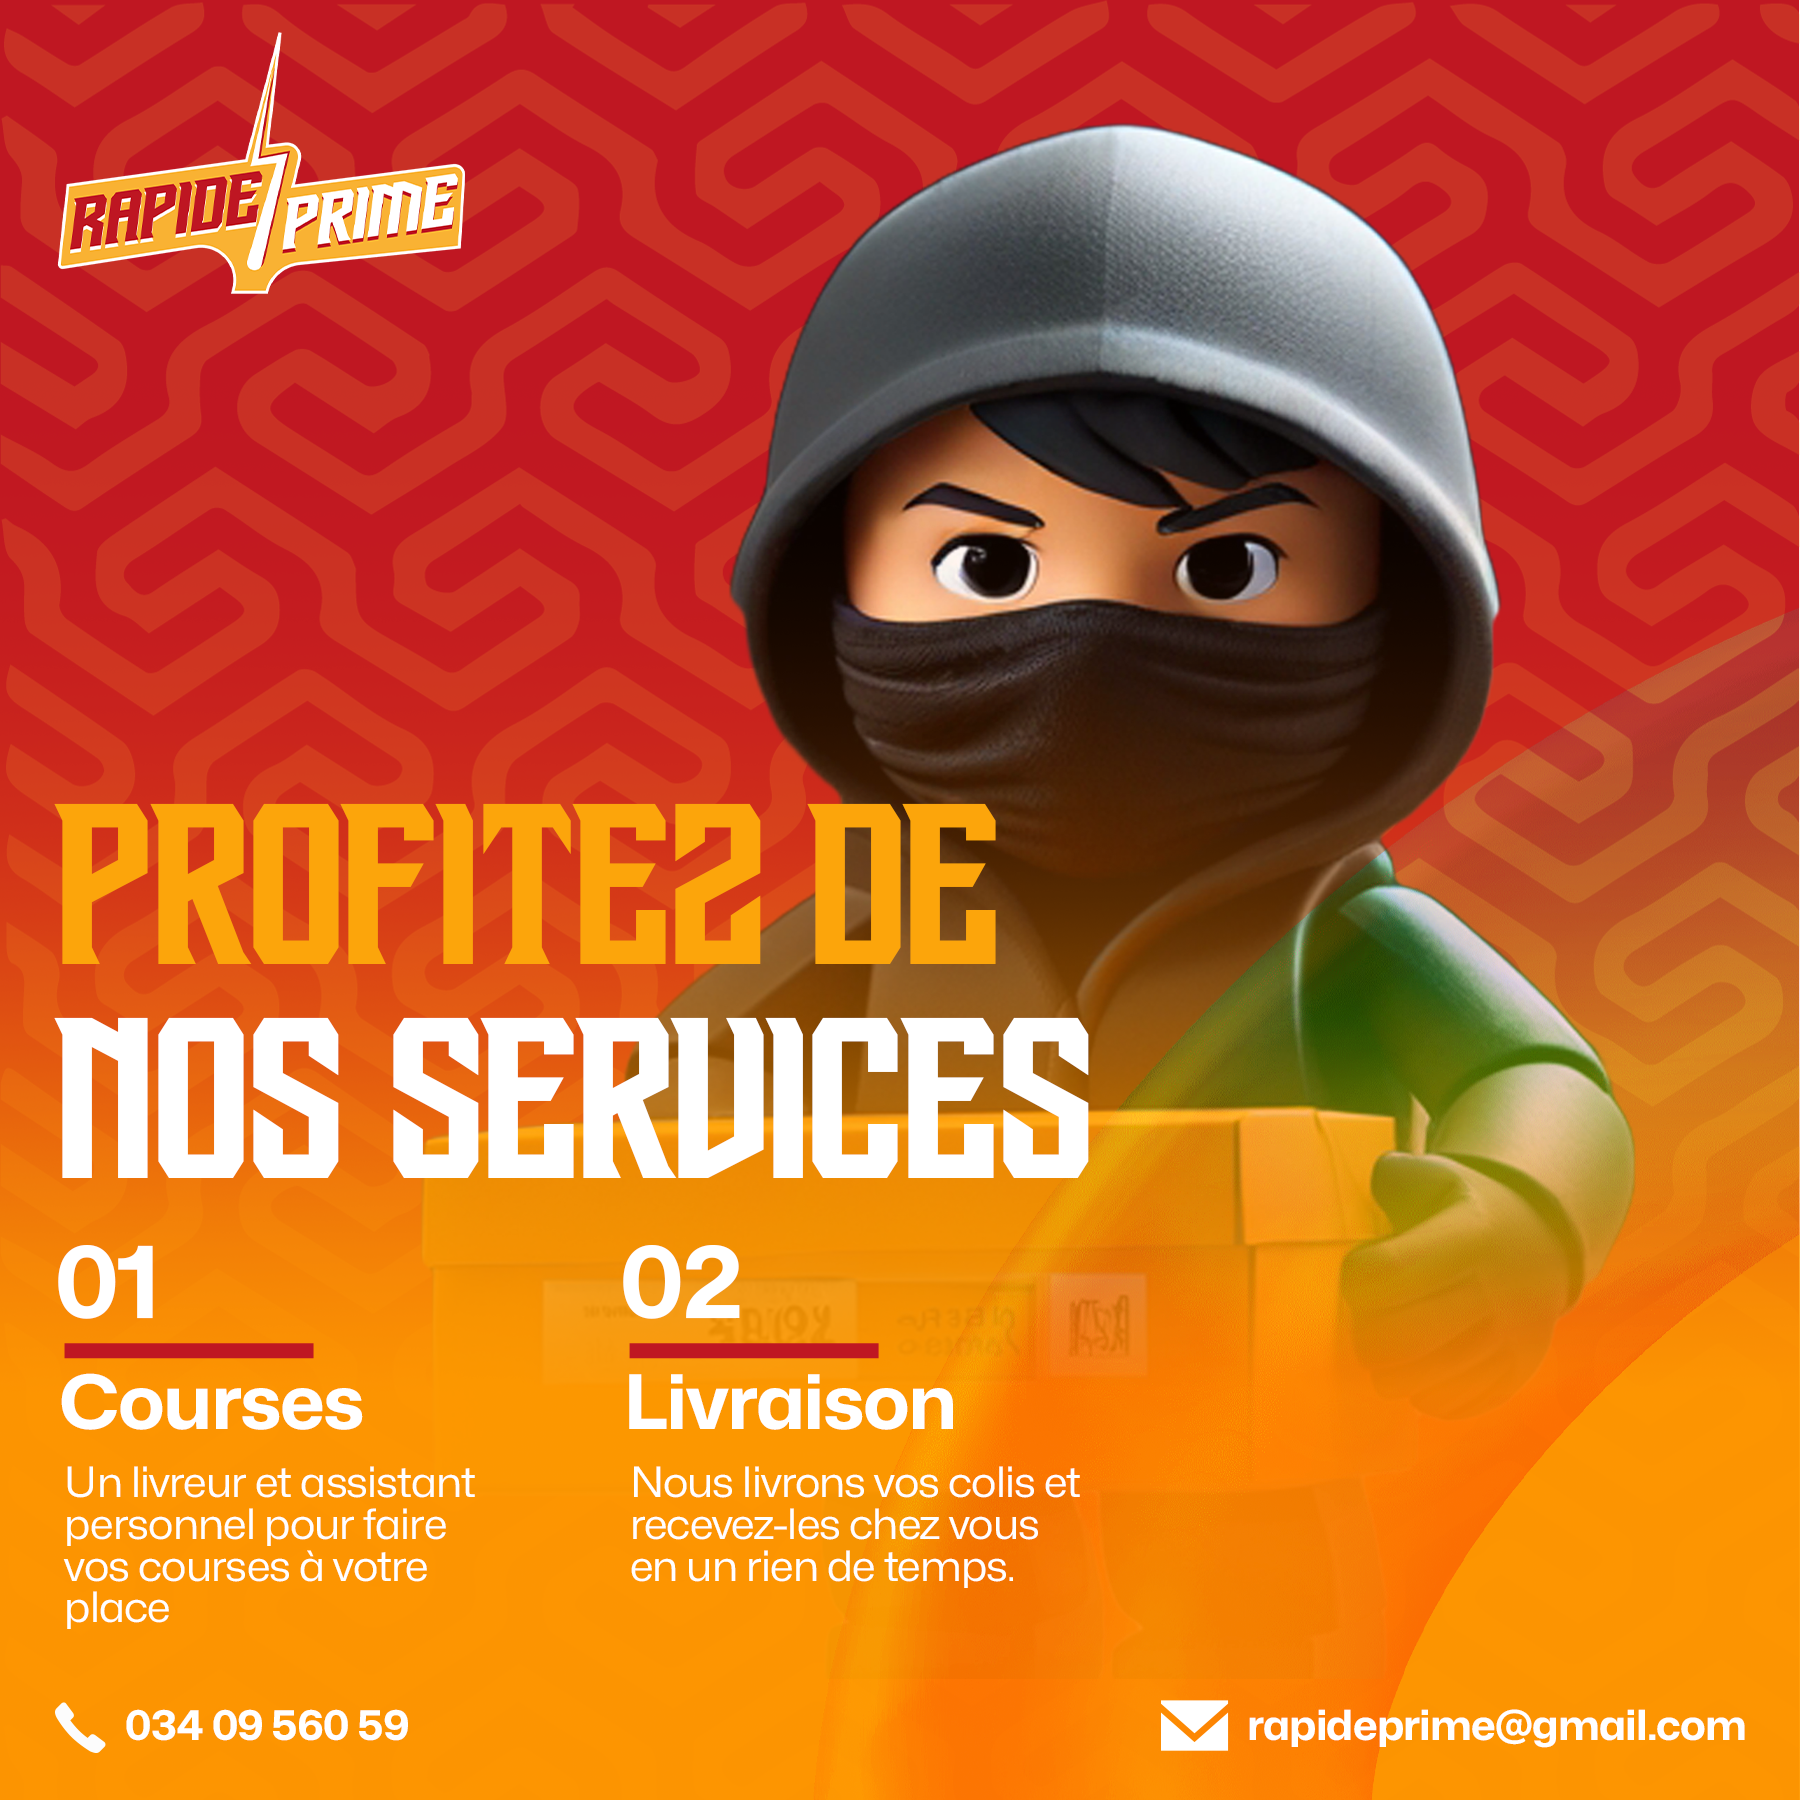 RAPIDE PRIME
PROFITEZ DE
NOS SERVICES
01
Courses
Un livreur et assistant
personnel pour faire
vos courses à votre
place
02
Livraison
Nous livrons vos colis et
recevez-les chez vous
en un rien de temps.
034 09 560 59
rapideprime@gmail.com